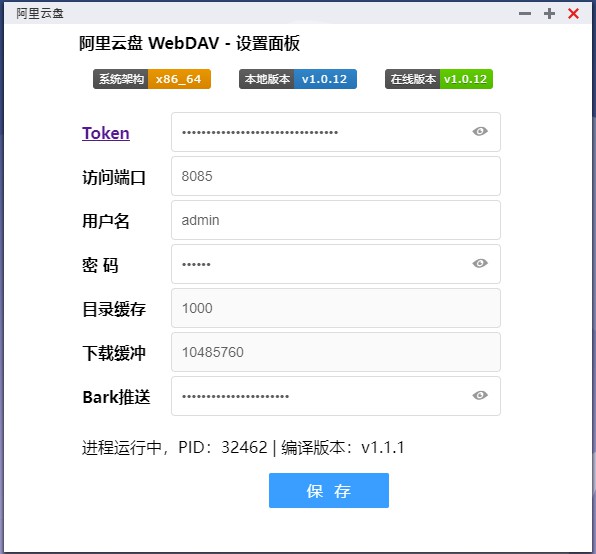 阿里云盘
阿里云盘 WebDAV - 设置面板
系统架构 x86_64 本地版本 v1.0.12 在线版本 v1.0.12
Token ································
访问端口 8085
用户名 admin
密 码 ······
目录缓存 1000
下载缓冲 10485760
Bark推送 ······················
进程运行中，PID：32462 | 编译版本：v1.1.1
保 存